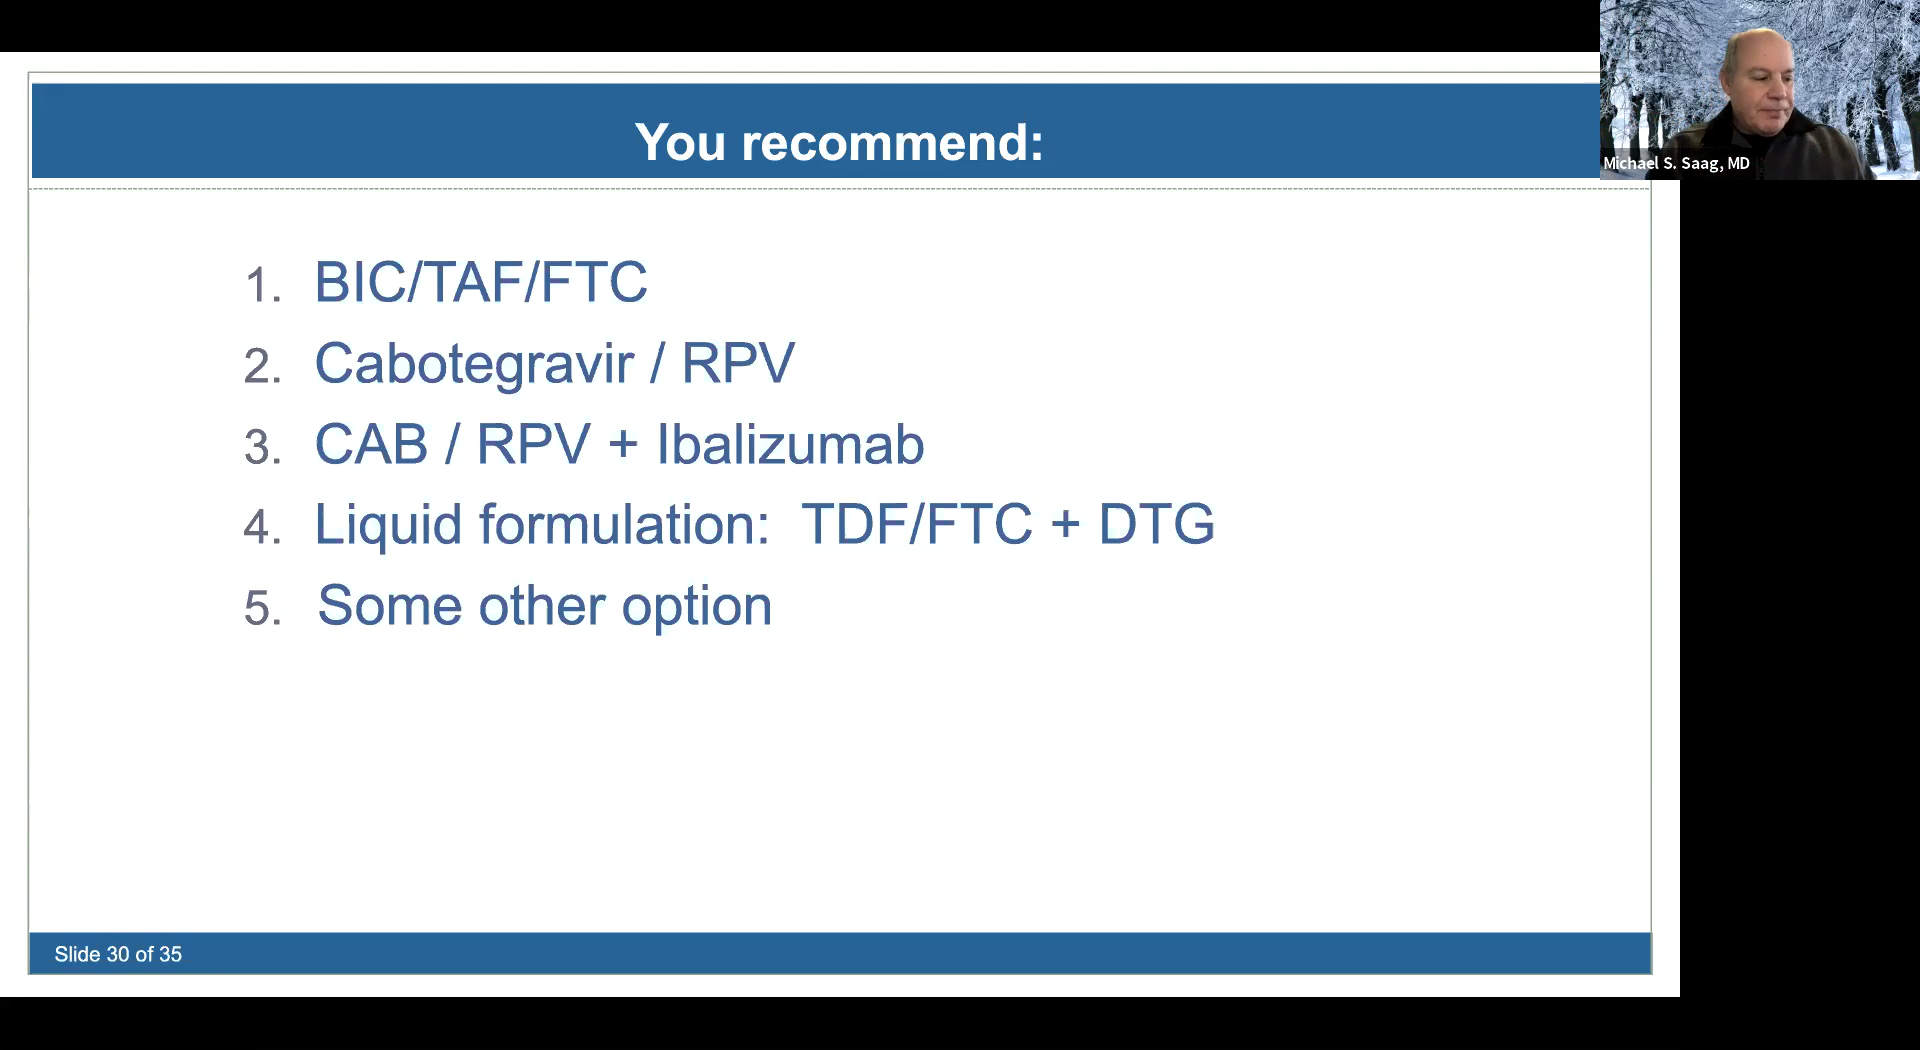 You recommend:
Michael S. Saag, MD
1. BIC/TAF/FTC
2. Cabotegravir / RPV
3. CAB / RPV + Ibalizumab
4. Liquid formulation: TDF/FTC + DTG
5. Some other option
Slide 30 of 35